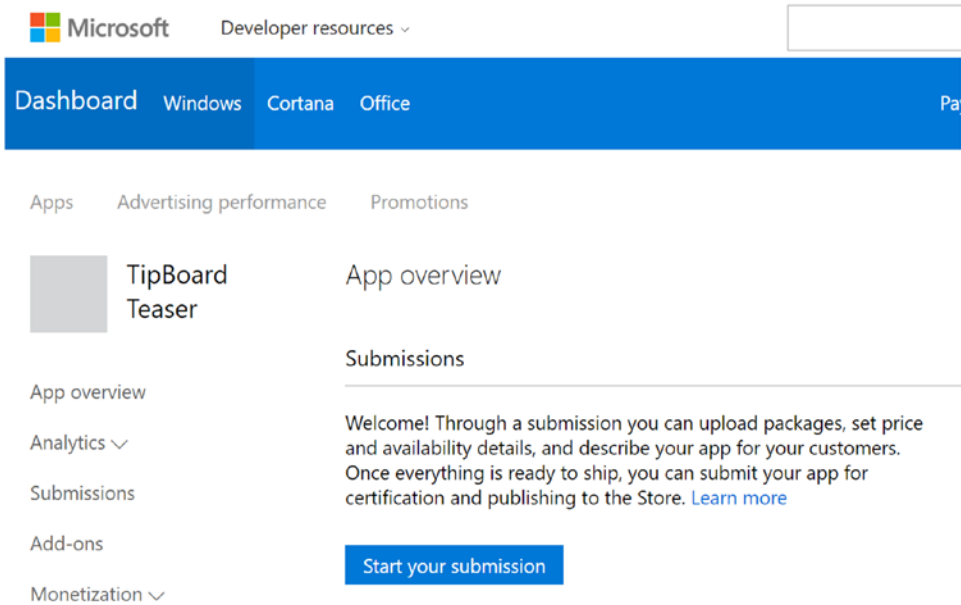 Microsoft Developer resources
Dashboard Windows Cortana Office
Apps Advertising performance Promotions
TipBoard
Teaser
App overview
Analytics
Submissions
Add-ons
Monetization
App overview
Submissions
Welcome! Through a submission you can upload packages, set price
and availability details, and describe your app for your customers.
Once everything is ready to ship, you can submit your app for
certification and publishing to the Store. Learn more
Start your submission